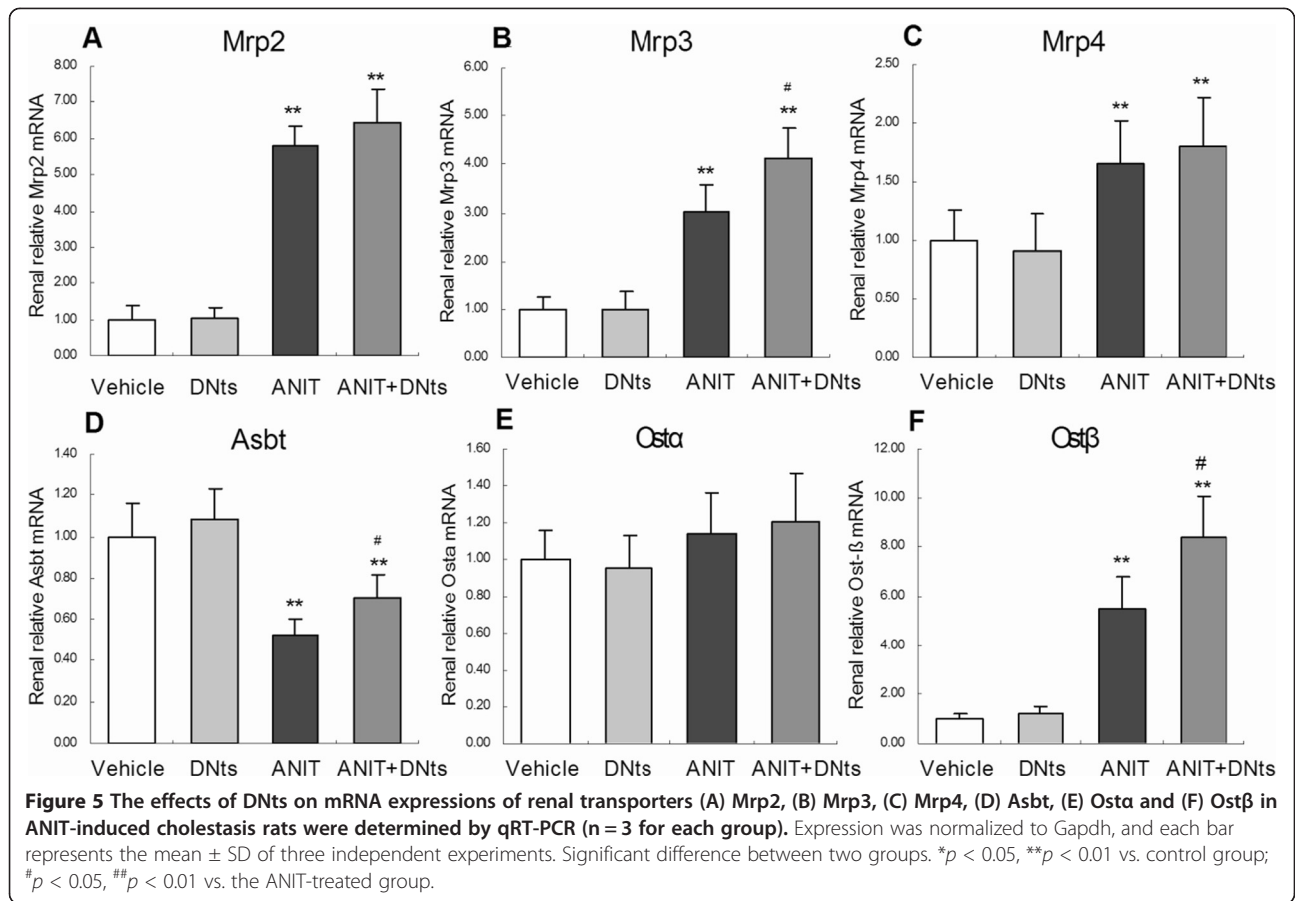 A Mrp2
Renal relative Mrp2 mRNA
8.00
7.00
6.00
5.00
4.00
3.00
2.00
1.00
0.00
**
**
Vehicle DNts ANIT ANIT+DNts
B Mrp3
Renal relative Mrp3 mRNA
6.00
5.00
4.00
3.00
2.00
1.00
0.00
**
#
**
Vehicle DNts ANIT ANIT+DNts
C Mrp4
Renal relative Mrp4 mRNA
2.50
2.00
1.50
1.00
0.50
0.00
**
**
Vehicle DNts ANIT ANIT+DNts
D Asbt
Renal relative Asbt mRNA
1.40
1.20
1.00
0.80
0.60
0.40
0.20
0.00
**
#
**
Vehicle DNts ANIT ANIT+DNts
E Ostα
Renal relative Osta mRNA
1.60
1.40
1.20
1.00
0.80
0.60
0.40
0.20
0.00
Vehicle DNts ANIT ANIT+DNts
F Ostβ
Renal relative Ost-ß mRNA
12.00
10.00
8.00
6.00
4.00
2.00
0.00
**
#
**
Vehicle DNts ANIT ANIT+DNts
Figure 5 The effects of DNts on mRNA expressions of renal transporters (A) Mrp2, (B) Mrp3, (C) Mrp4, (D) Asbt, (E) Ostα and (F) Ostβ in
ANIT-induced cholestasis rats were determined by qRT-PCR (n = 3 for each group). Expression was normalized to Gapdh, and each bar
represents the mean ± SD of three independent experiments. Significant difference between two groups. *p < 0.05, **p < 0.01 vs. control group;
#p < 0.05, ##p < 0.01 vs. the ANIT-treated group.